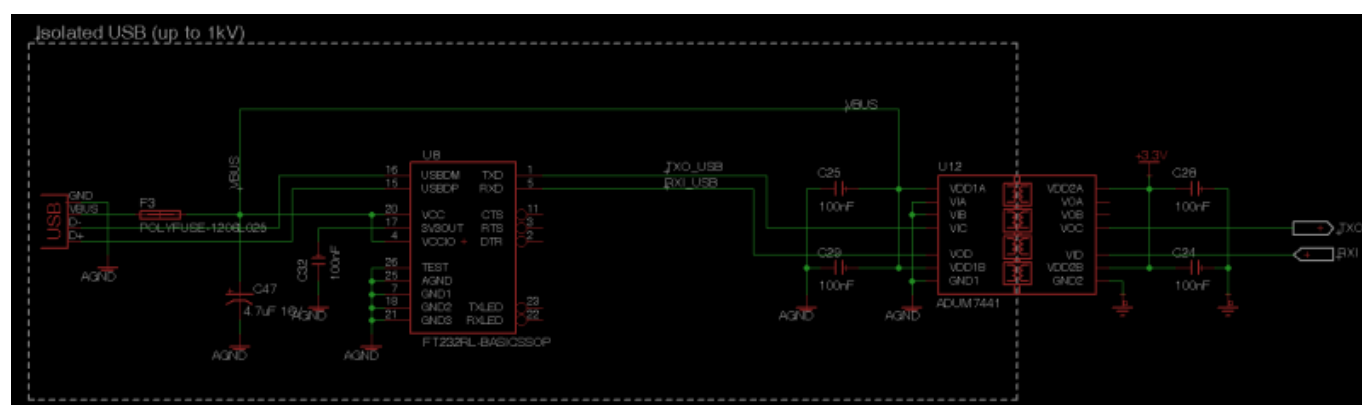 Isolated USB (up to 1kV)
VBUS
VBUS
USB
GND
VBUS
D-
D+
AGND
F3
POLYFUSE-1206L025
C47
4.7uF
AGND
C32
100nF
AGND
AGND
U8
16 USBDM TXD 1
15 USBDP RXD 5
20 VCC CTS 11
17 3V3OUT RTS 3
4 VCCIO DTR 2
26 TEST
25 AGND
7 GND1
18 GND2 TXLED 23
21 GND3 RXLED 22
FT232RL-BASICSSOP
TXO_USB
RXI_USB
C25
100nF
C29
100nF
AGND
AGND
U12
VDD1A VDD2A
VIA VOA
VIB VOB
VIC VOC
VOD VID
VDD1B VDD2B
GND1 GND2
ADUM7441
+3.3V
C28
100nF
C24
100nF
TXO
RXI